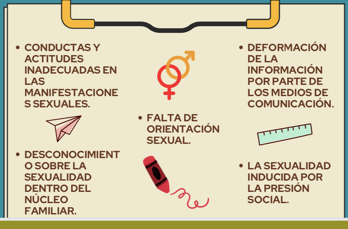 • CONDUCTAS Y
ACTITUDES
INADECUADAS EN
LAS
MANIFESTACIONE
S SEXUALES.
• DESCONOCIMIENT
O SOBRE LA
SEXUALIDAD
DENTRO DEL
NÚCLEO
FAMILIAR.
• FALTA DE
ORIENTACIÓN
SEXUAL.
• DEFORMACIÓN
DE LA
INFORMACIÓN
POR PARTE DE
LOS MEDIOS DE
COMUNICACIÓN.
• LA SEXUALIDAD
INDUCIDA POR
LA PRESIÓN
SOCIAL.